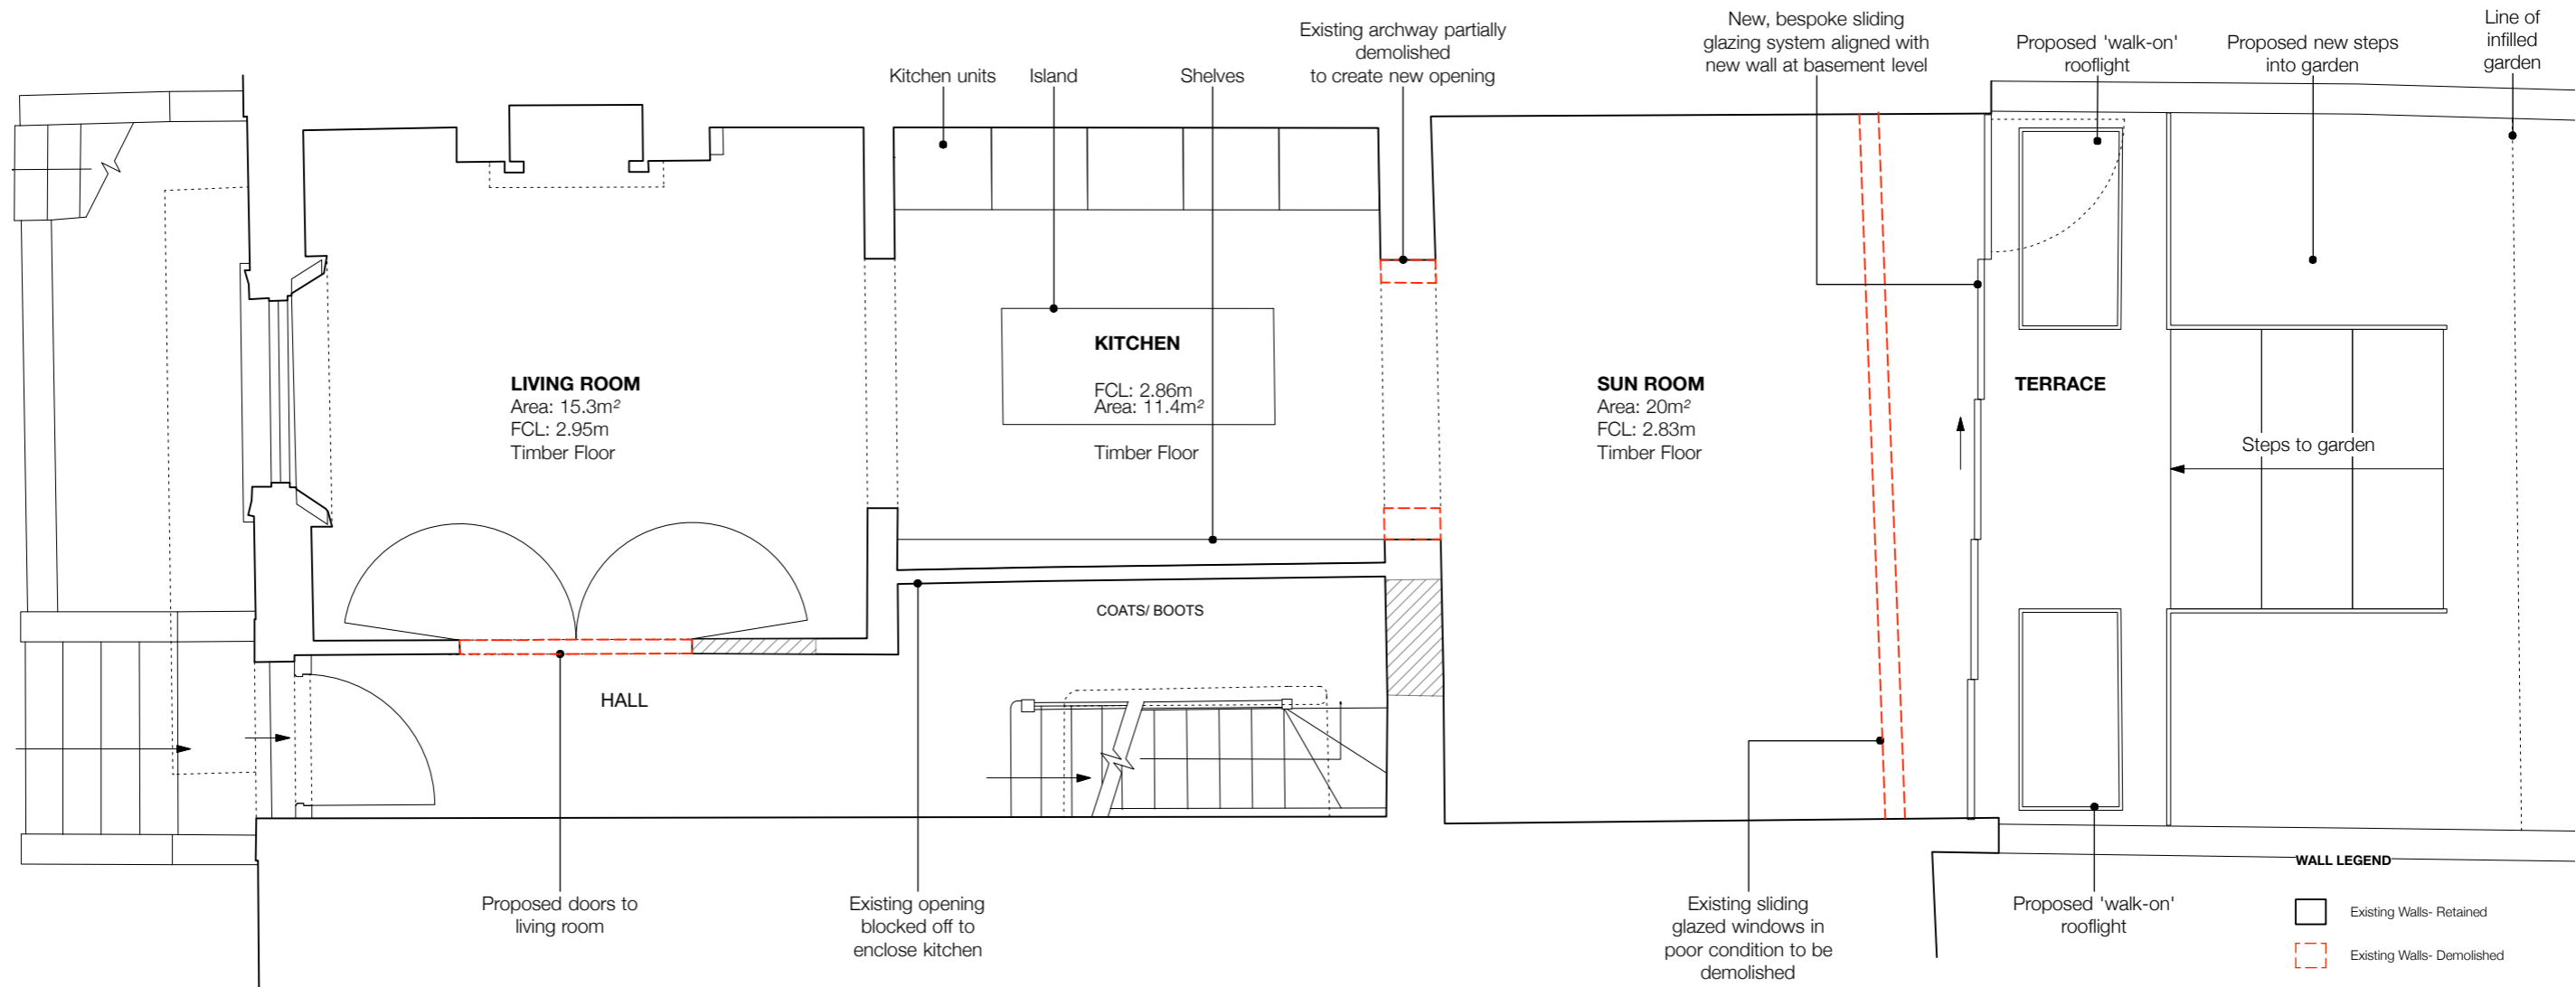 Existing archway partially
demolished
to create new opening
New, bespoke sliding
glazing system aligned with
new wall at basement level
Line of
infilled
garden
Proposed 'walk-on'
rooflight
Proposed new steps
into garden
Kitchen units
Island
Shelves
LIVING ROOM
Area: 15.3m²
FCL: 2.95m
Timber Floor
KITCHEN
FCL: 2.86m
Area: 11.4m²
Timber Floor
SUN ROOM
Area: 20m²
FCL: 2.83m
Timber Floor
TERRACE
Steps to garden
COATS/ BOOTS
HALL
Proposed doors to
living room
Existing opening
blocked off to
enclose kitchen
Existing sliding
glazed windows in
poor condition to be
demolished
Proposed 'walk-on'
rooflight
WALL LEGEND
Existing Walls- Retained
Existing Walls- Demolished